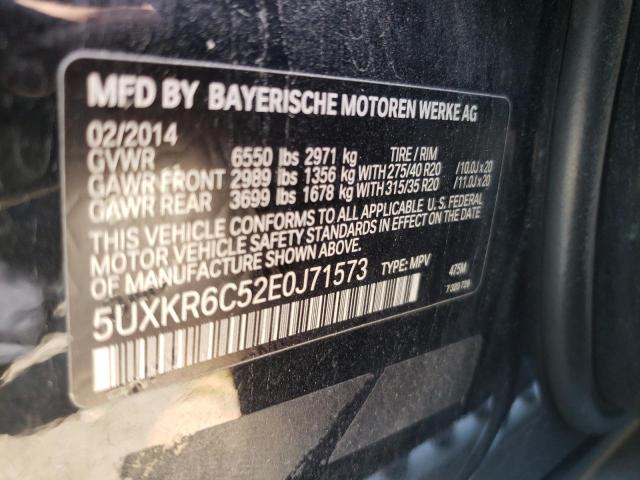 MFD BY BAYERISCHE MOTOREN WERKE AG
02/2014
GVWR 6550 lbs 2971 kg TIRE / RIM
GAWR FRONT 2989 lbs 1356 kg WITH 275/40 R20 /10.0J x 20
GAWR REAR 3699 lbs 1678 kg WITH 315/35 R20 /11.0J x 20
THIS VEHICLE CONFORMS TO ALL APPLICABLE U.S. FEDERAL
MOTOR VEHICLE SAFETY STANDARDS IN EFFECT ON THE DATE
OF MANUFACTURE SHOWN ABOVE.
5UXKR6C52E0J71573 TYPE: MPV 475M